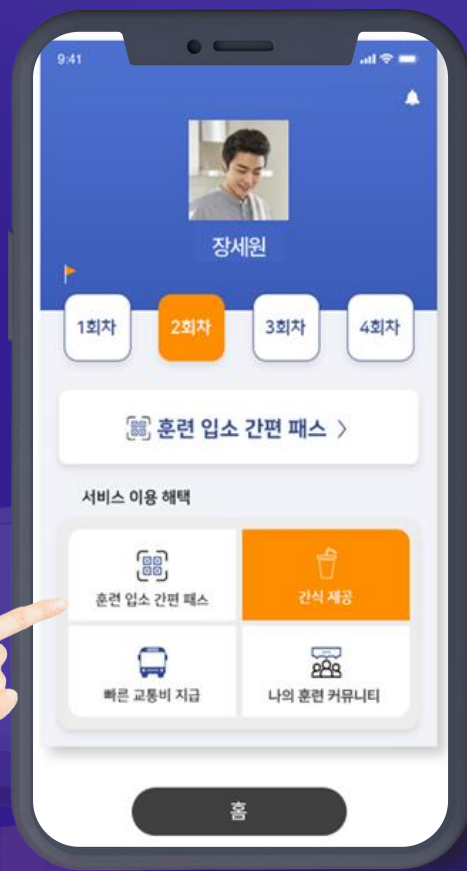 9:41
장세원
1회차
2회차
3회차
4회차
훈련 입소 간편 패스 〉
서비스 이용 해택
훈련 입소 간편 패스
간식 제공
빠른 교통비 지급
나의 훈련 커뮤니티
홈